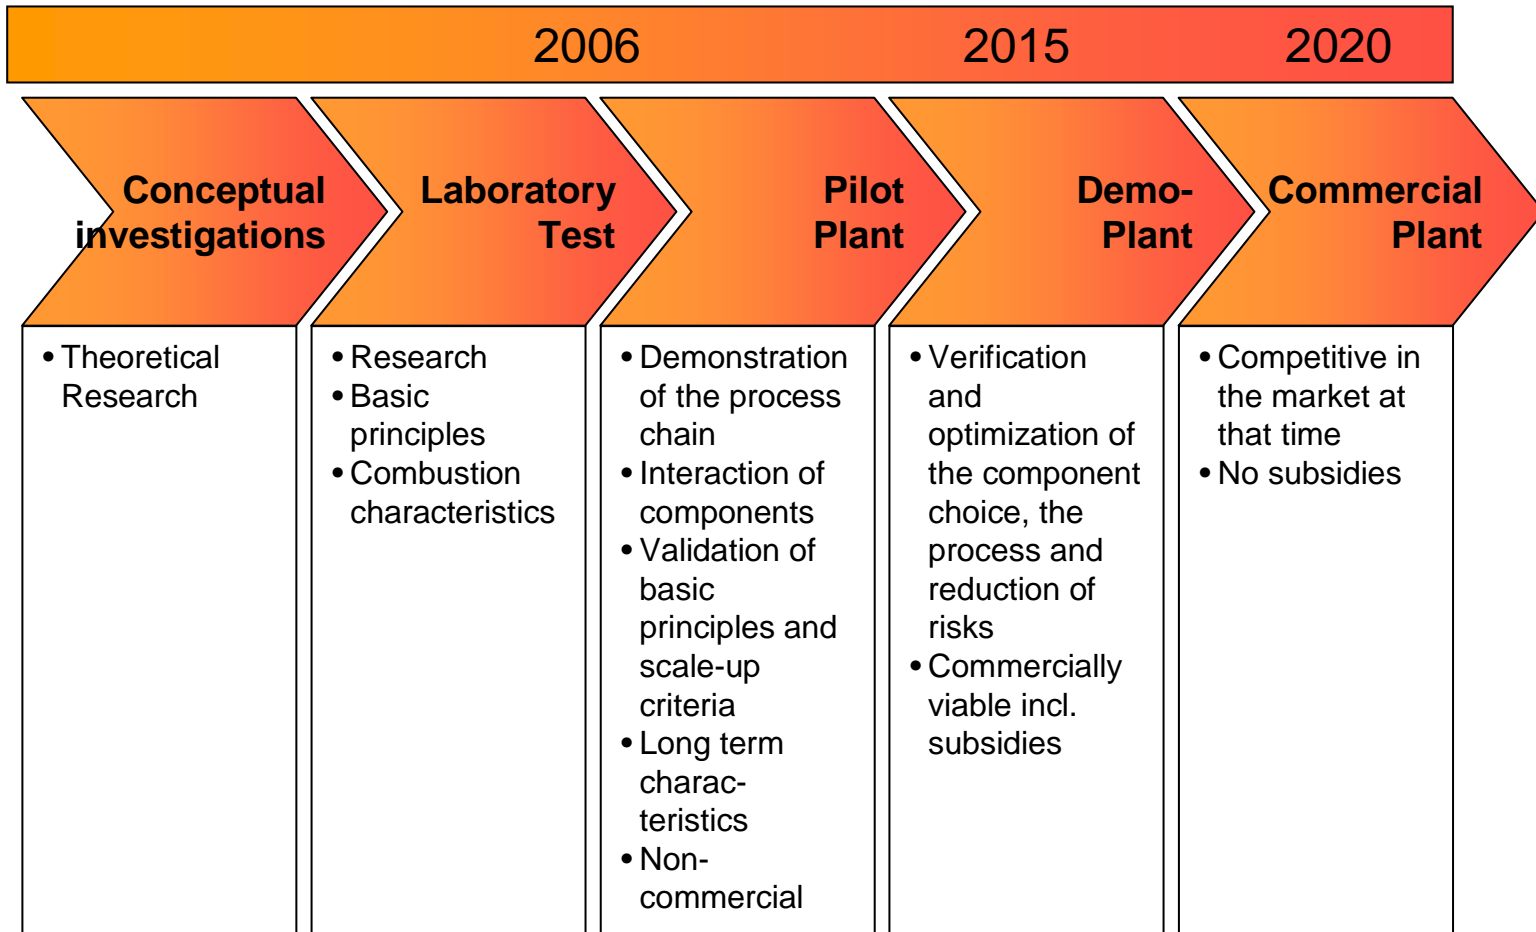 2006 2015 2020
Conceptual
investigations
Laboratory
Test
Pilot
Plant
Demo-
Plant
Commercial
Plant
• Theoretical
Research
• Research
• Basic
principles
• Combustion
characteristics
• Demonstration
of the process
chain
• Interaction of
components
• Validation of
basic
principles and
scale-up
criteria
• Long term
charac-
teristics
• Non-
commercial
• Verification
and
optimization of
the component
choice, the
process and
reduction of
risks
• Commercially
viable incl.
subsidies
• Competitive in
the market at
that time
• No subsidies